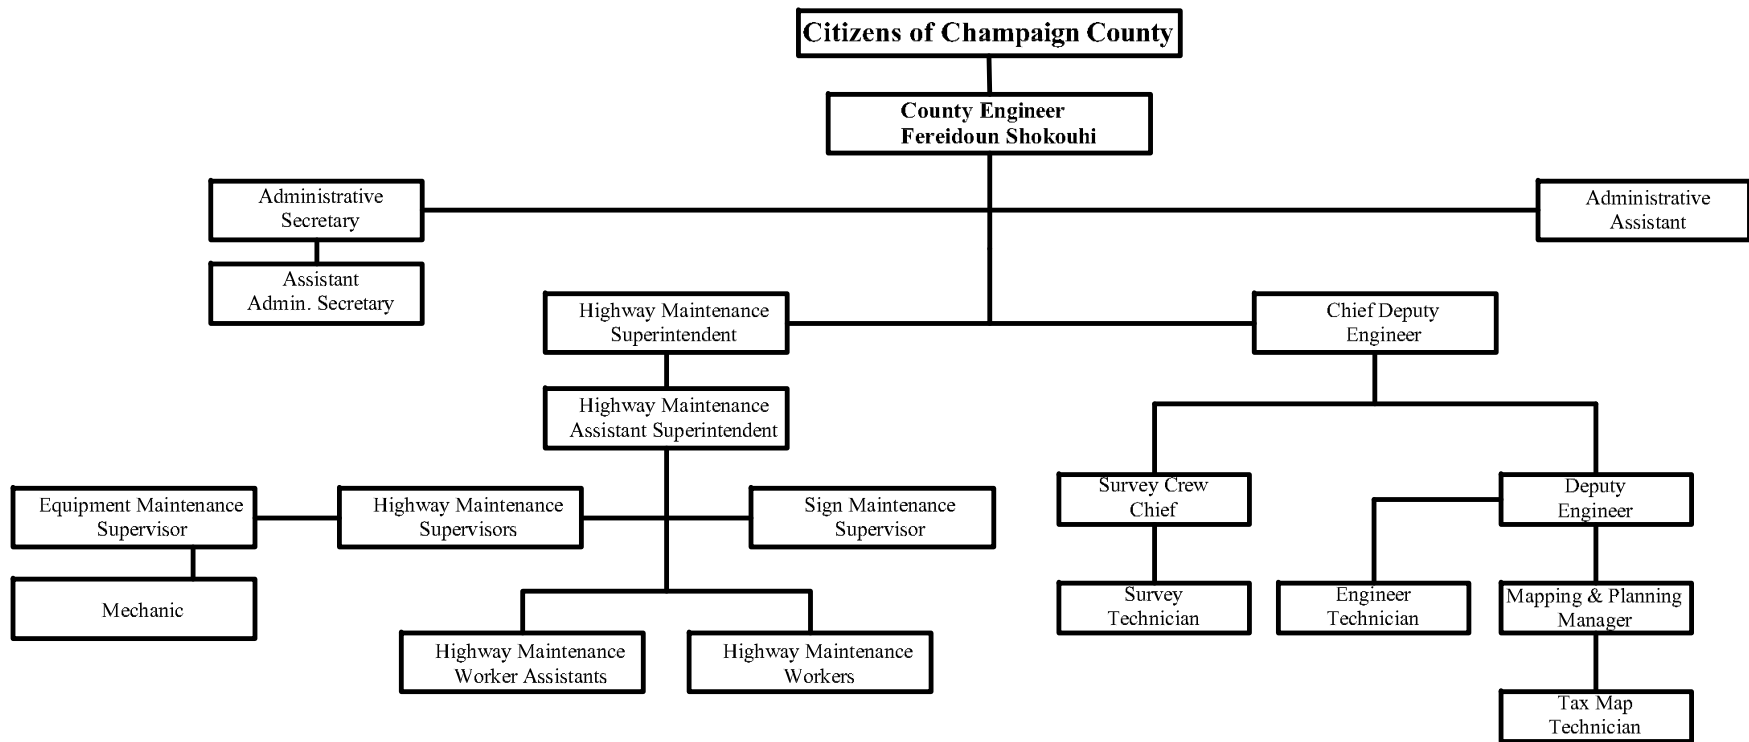 Citizens of Champaign County
County Engineer
Fereidoun Shokouhi
Administrative
Secretary
Administrative
Assistant
Assistant
Admin. Secretary
Highway Maintenance
Superintendent
Chief Deputy
Engineer
Highway Maintenance
Assistant Superintendent
Equipment Maintenance
Supervisor
Highway Maintenance
Supervisors
Sign Maintenance
Supervisor
Survey Crew
Chief
Deputy
Engineer
Mechanic
Survey
Technician
Engineer
Technician
Mapping & Planning
Manager
Highway Maintenance
Worker Assistants
Highway Maintenance
Workers
Tax Map
Technician